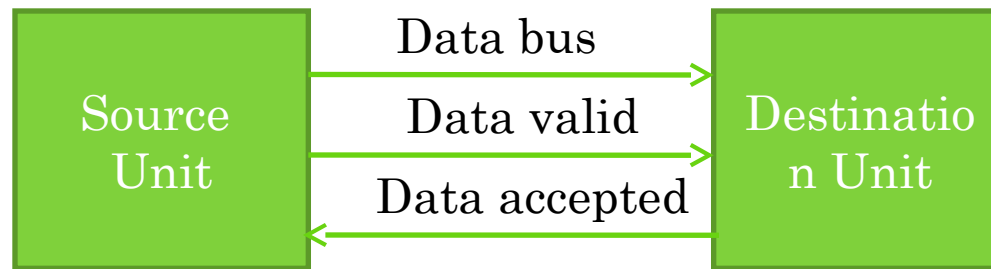 Source
Unit
Data bus
Data valid
Data accepted
Destinatio
n Unit